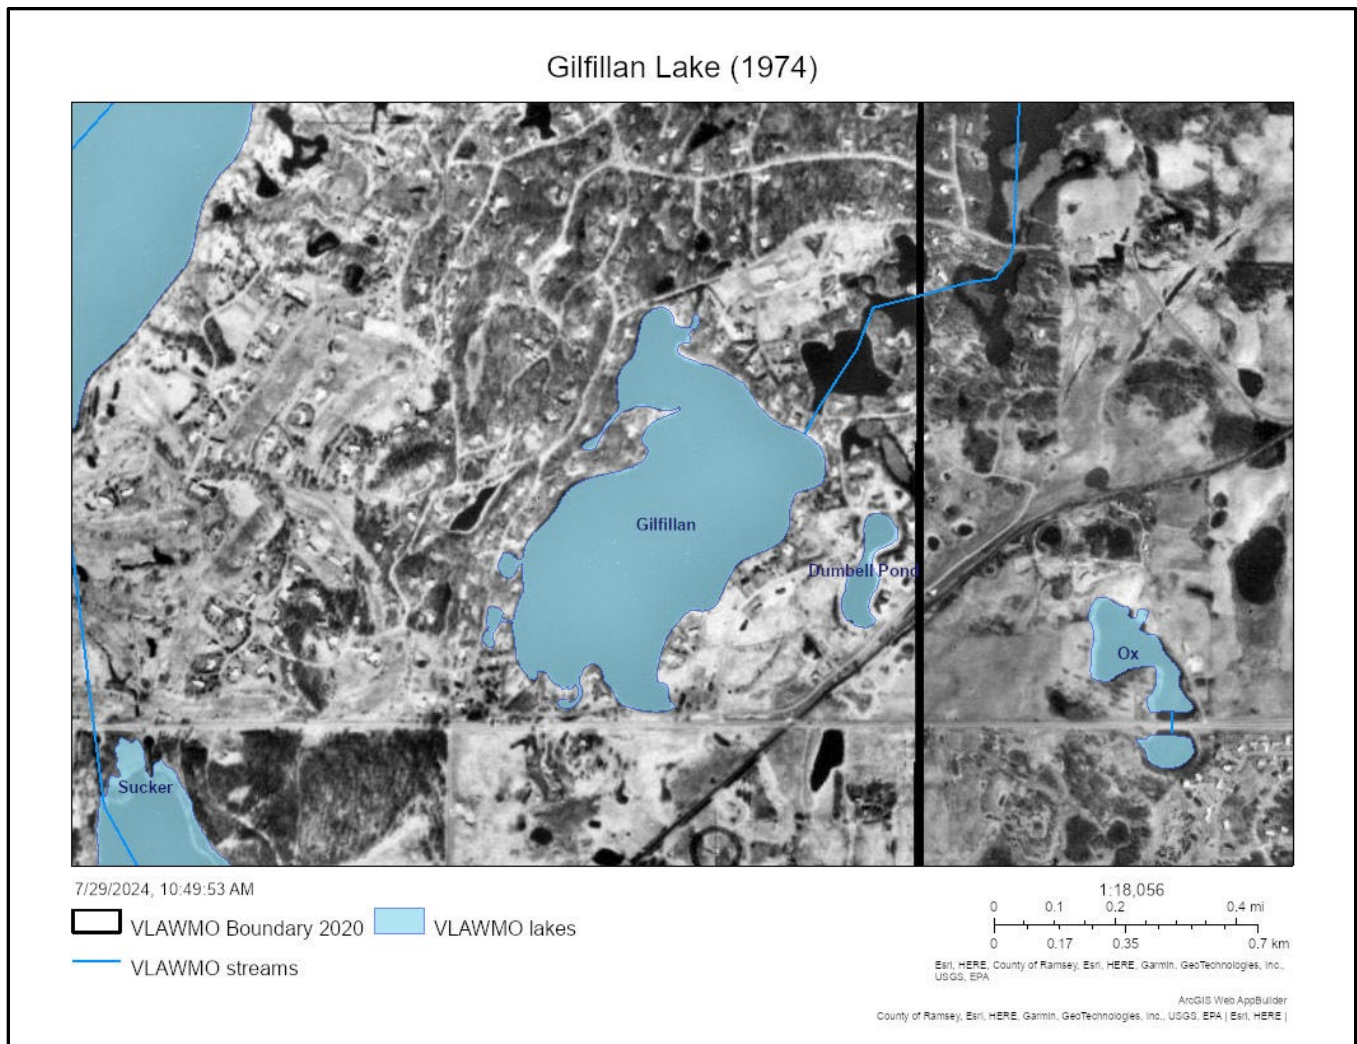 Gilfillan Lake (1974)
Gilfillan
Dumbell Pond
Ox
Sucker
7/29/2024, 10:49:53 AM
VLAWMO Boundary 2020
VLAWMO lakes
VLAWMO streams
1:18,056
0 0.1 0.2 0.4 mi
0 0.17 0.35 0.7 km
Esri, HERE, County of Ramsey, Esri, HERE, Garmin, GeoTechnologies, Inc.,
USGS, EPA
ArcGIS Web AppBuilder
County of Ramsey, Esri, HERE, Garmin, GeoTechnologies, Inc., USGS, EPA | Esri, HERE |